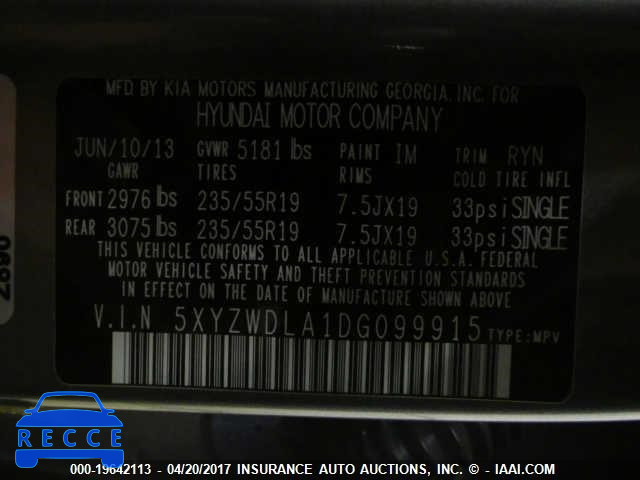 MFD. BY KIA MOTORS MANUFACTURING GEORGIA. INC. FOR
HYUNDAI MOTOR COMPANY
JUN/10/13 GVWR 5181 lbs PAINT IM TRIM RYN
GAWR TIRES RIMS COLD TIRE INFL
FRONT 2976 lbs 235/55R19 7.5JX19 33psi SINGLE
REAR 3075 lbs 235/55R19 7.5JX19 33psi SINGLE
THIS VEHICLE CONFORMS TO ALL APPLICABLE U.S.A. FEDERAL
MOTOR VEHICLE SAFETY AND THEFT PREVENTION STANDARDS
IN EFFECT ON THE DATE OF MANUFACTURE SHOWN ABOVE.
V.I.N 5XYZWDLA1DG099915 TYPE: MPV
2890
RECCE
000-19642113 - 04/20/2017 INSURANCE AUTO AUCTIONS, INC. - © IAAI.COM